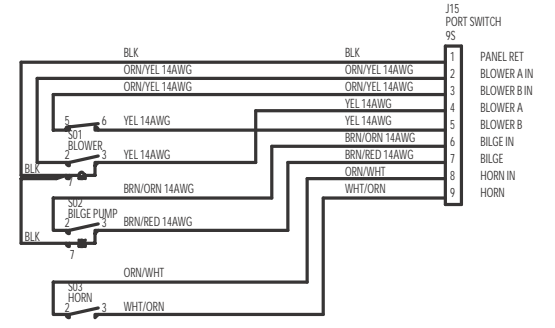 J15
PORT SWITCH
9S
BLK BLK 1 PANEL RET
ORN/YEL 14AWG ORN/YEL 14AWG 2 BLOWER A IN
ORN/YEL 14AWG ORN/YEL 14AWG 3 BLOWER B IN
YEL 14AWG 4 BLOWER A
5 6 YEL 14AWG YEL 14AWG 5 BLOWER B
S01
BLOWER
BRN/ORN 14AWG 6 BILGE IN
2 3 YEL 14AWG BRN/RED 14AWG 7 BILGE
BLK 7
ORN/WHT 8 HORN IN
BRN/ORN 14AWG WHT/ORN 9 HORN
S02
BILGE PUMP
2 3 BRN/RED 14AWG
BLK
7
ORN/WHT
S03
HORN
2 3 WHT/ORN